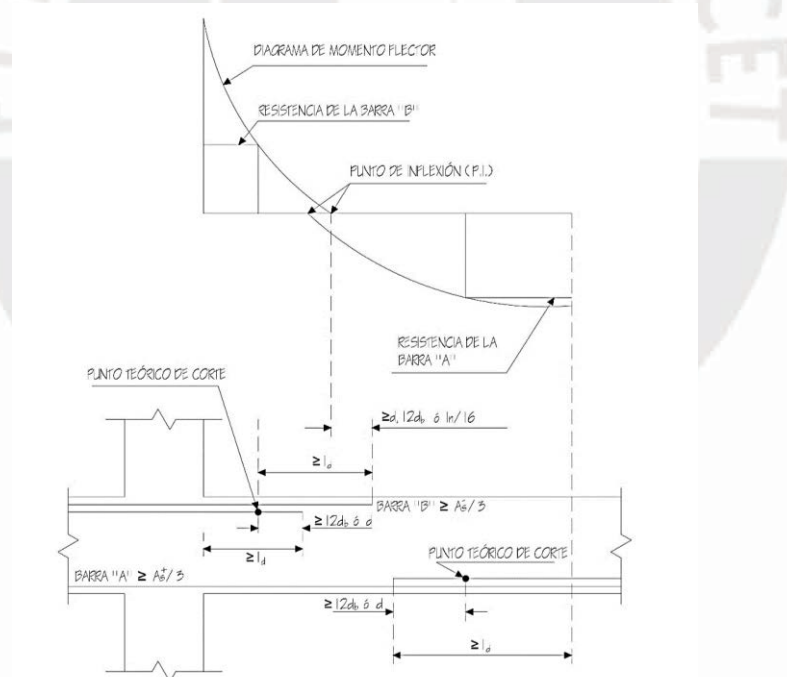 DIAGRAMA DE MOMENTO FLECTOR
RESISTENCIA DE LA BARRA "B"
PUNTO DE INFLEXIÓN (P.I.)
RESISTENCIA DE LA
BARRA "A"
PUNTO TEÓRICO DE CORTE
≥d, 12db ó ln/16
≥ld
BARRA "B" ≥ As⁻/3
≥12db ó d
≥ld
PUNTO TEÓRICO DE CORTE
BARRA "A" ≥ As⁺/3
≥12db ó d
≥ld